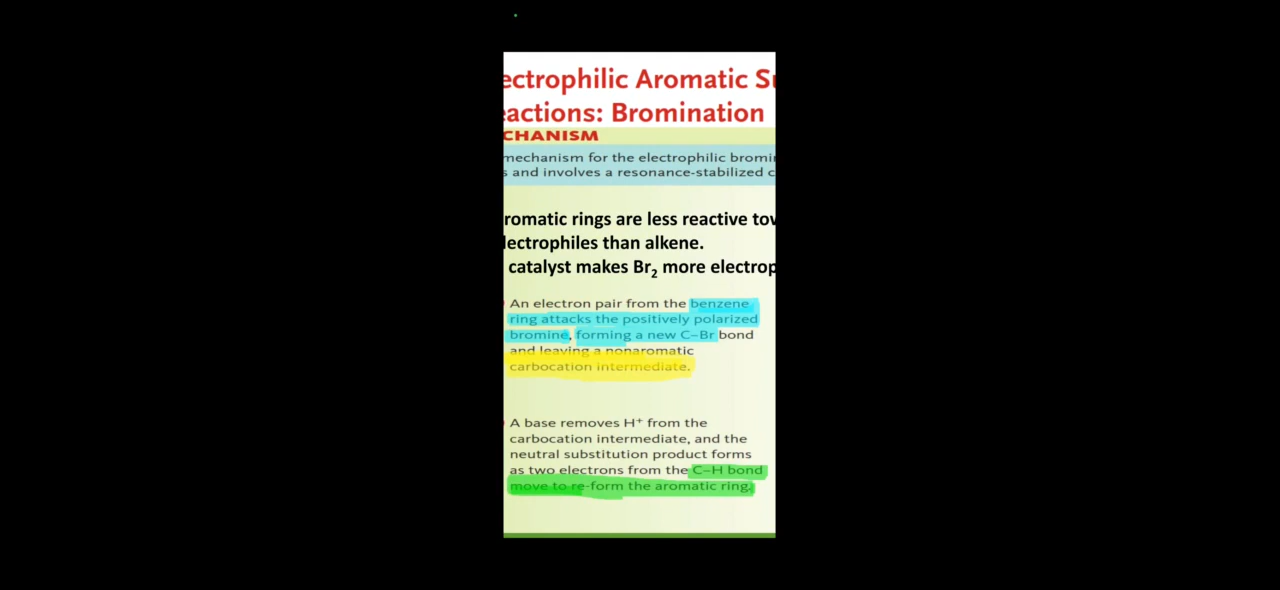 ectrophilic Aromatic Su
eactions: Bromination
CHANISM
mechanism for the electrophilic bromin
s and involves a resonance-stabilized c
romatic rings are less reactive tow
lectrophiles than alkene.
catalyst makes Br₂ more electrop
An electron pair from the benzene
ring attacks the positively polarized
bromine, forming a new C–Br bond
and leaving a nonaromatic
carbocation intermediate.
A base removes H⁺ from the
carbocation intermediate, and the
neutral substitution product forms
as two electrons from the C–H bond
move to re-form the aromatic ring.